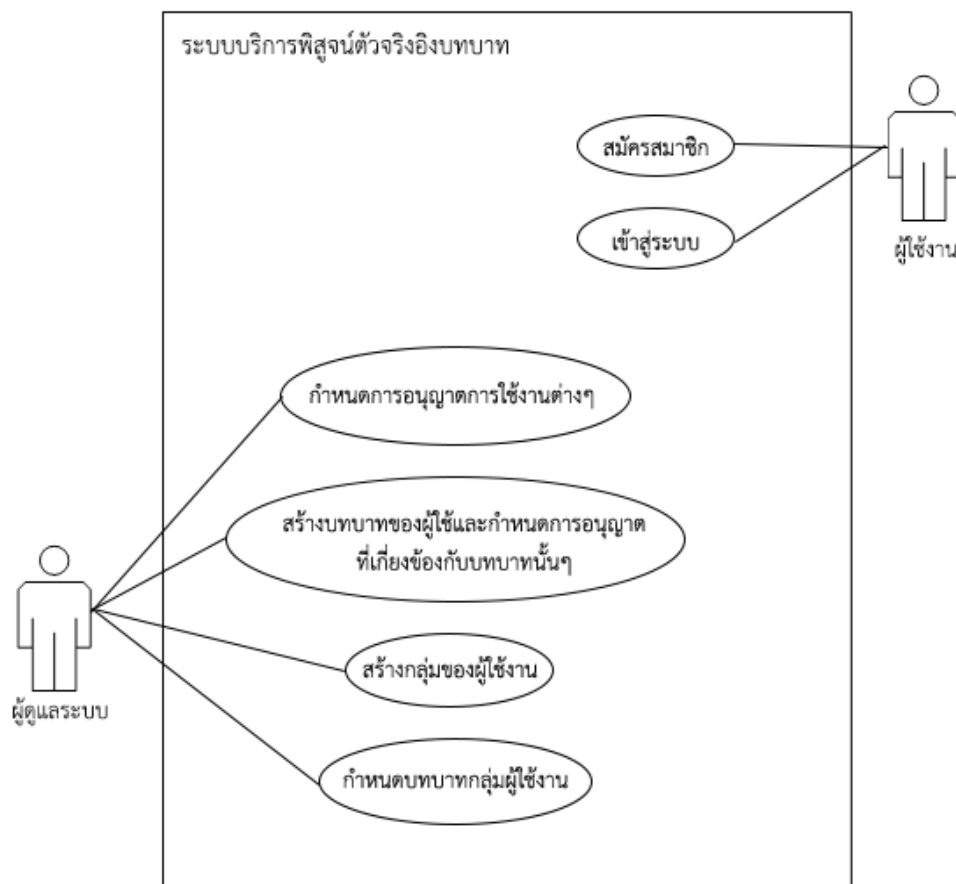 ระบบบริการพิสูจน์ตัวจริงอิงบทบาท
สมัครสมาชิก
เข้าสู่ระบบ
ผู้ใช้งาน
กำหนดการอนุญาตการใช้งานต่างๆ
สร้างบทบาทของผู้ใช้และกำหนดการอนุญาต
ที่เกี่ยงข้องกับบทบาทนั้นๆ
สร้างกลุ่มของผู้ใช้งาน
ผู้ดูแลระบบ
กำหนดบทบาทกลุ่มผู้ใช้งาน